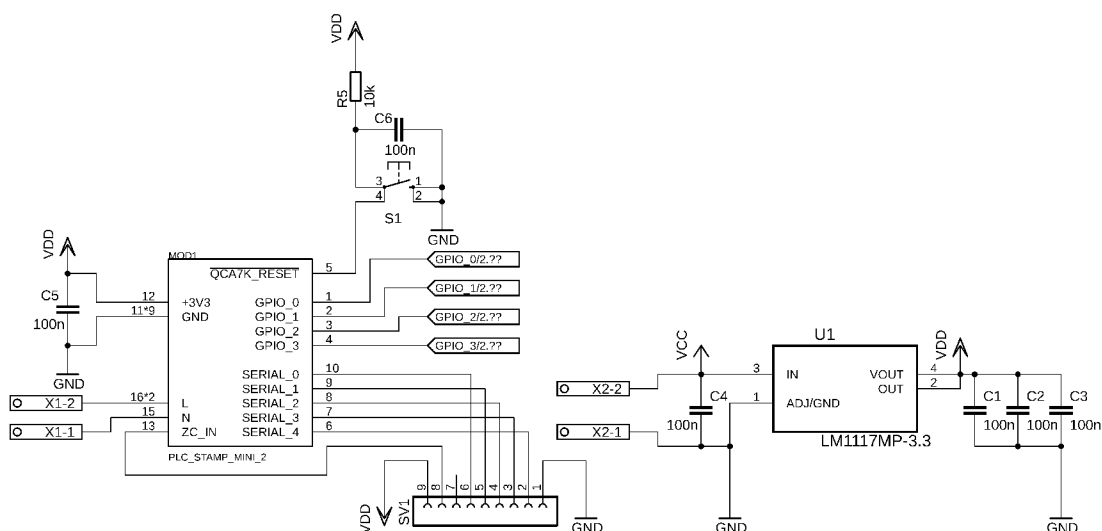 VDD
R5
10k
C6
100n
3 1
4 2
S1
GND
VDD
MOD1
C5
100n
GND
12 +3V3
11*9 GND
QCA7K_RESET 5
GPIO_0 1
GPIO_1 2
GPIO_2 3
GPIO_3 4
GPIO_0/2.??
GPIO_1/2.??
GPIO_2/2.??
GPIO_3/2.??
SERIAL_0 10
SERIAL_1 9
SERIAL_2 8
SERIAL_3 7
SERIAL_4 6
X1-2 16*2 L
X1-1 15 N
13 ZC_IN
PLC_STAMP_MINI_2
VDD
SV1
9 8 7 6 5 4 3 2 1
GND
VCC
X2-2
X2-1
C4
100n
GND
U1
3 IN
1 ADJ/GND
VOUT 4
OUT 2
LM1117MP-3.3
VDD
C1 C2 C3
100n 100n 100n
GND